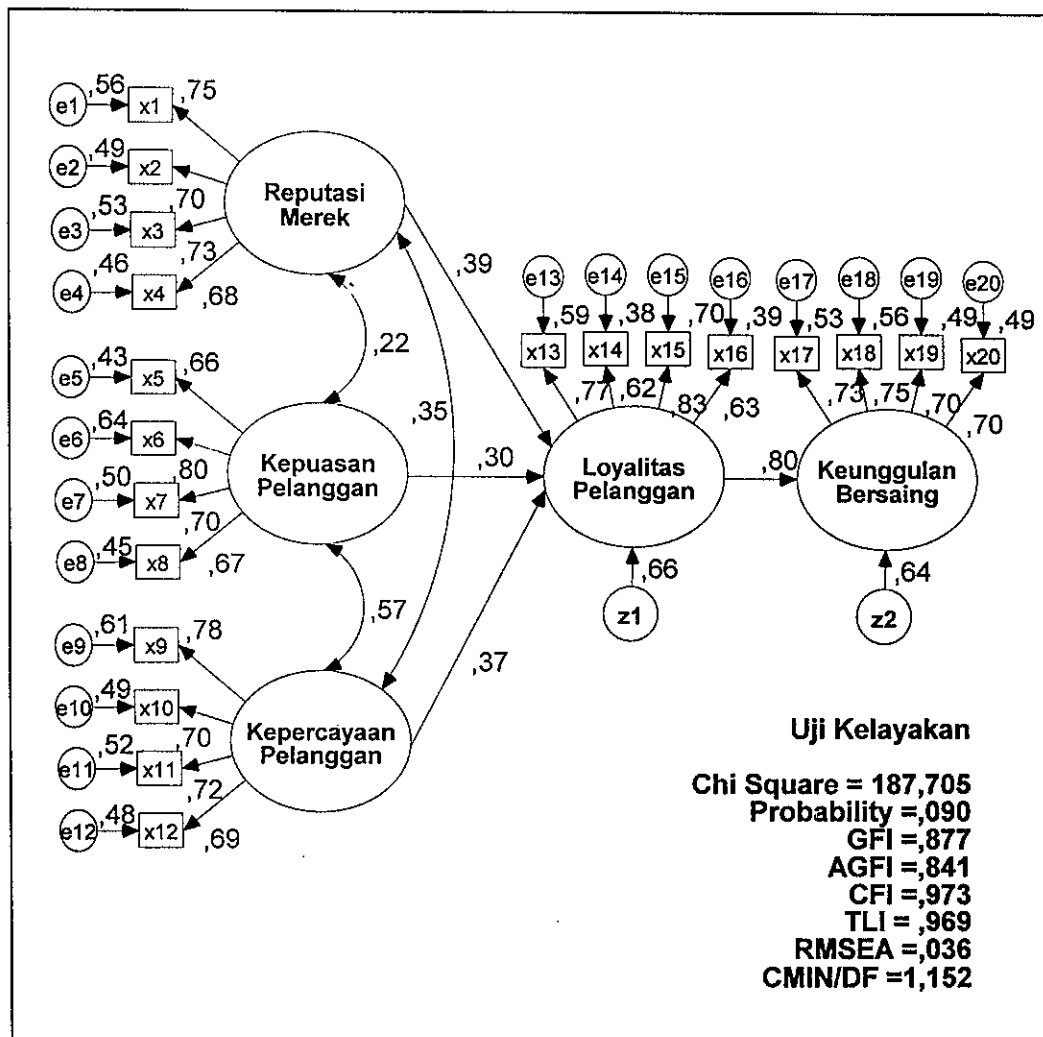 ,56
e1
x1
,75
,49
e2
x2
,53
,70
e3
x3
,46
,73
e4
x4
,68
Reputasi
Merek
,43
e5
x5
,66
,64
e6
x6
,50
,80
e7
x7
,45
,70
e8
x8
,67
Kepuasan
Pelanggan
,61
e9
x9
,78
,49
e10
x10
,52
,70
e11
x11
,48
,72
e12
x12
,69
Kepercayaan
Pelanggan
,22
,35
,57
,39
,30
,37
e13
e14
e15
e16
e17
e18
e19
e20
,59
,38
,70
,39
,53
,56
,49
,49
x13
x14
x15
x16
x17
x18
x19
x20
,77
,62
,83
,63
,73
,75
,70
,70
Loyalitas
Pelanggan
,80
Keunggulan
Bersaing
,66
,64
z1
z2
Uji Kelayakan
Chi Square = 187,705
Probability =,090
GFI =,877
AGFI =,841
CFI =,973
TLI = ,969
RMSEA =,036
CMIN/DF =1,152